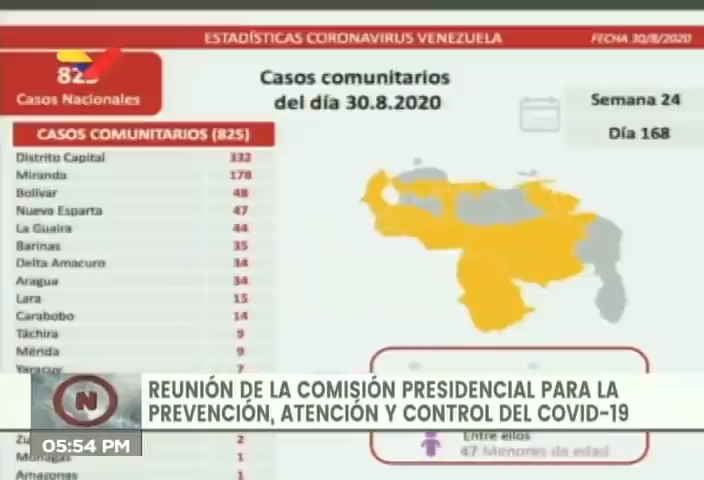 ESTADÍSTICAS CORONAVIRUS VENEZUELA
FECHA 30/8/2020
825
Casos Nacionales
Casos comunitarios
del día 30.8.2020
Semana 24
Día 168
CASOS COMUNITARIOS (825)
Distrito Capital 332
Miranda 178
Bolívar 48
Nueva Esparta 47
La Guaira 44
Barinas 35
Delta Amacuro 34
Aragua 34
Lara 15
Carabobo 14
Táchira 9
Mérida 9
Yaracuy 7
N
REUNIÓN DE LA COMISIÓN PRESIDENCIAL PARA LA
PREVENCIÓN, ATENCIÓN Y CONTROL DEL COVID-19
05:54 PM
Zu 2
Monagas 1
Amazonas 1
Entre ellos
47 Menores de edad